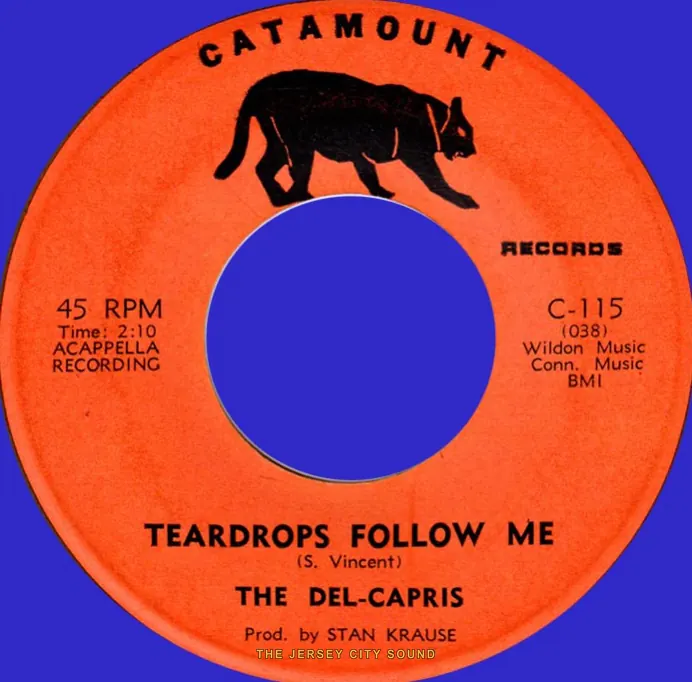 CATAMOUNT
RECORDS
45 RPM
Time: 2:10
ACAPPELLA
RECORDING
C-115
(038)
Wildon Music
Conn. Music
BMI
TEARDROPS FOLLOW ME
(S. Vincent)
THE DEL-CAPRIS
Prod. by STAN KRAUSE
THE JERSEY CITY SOUND